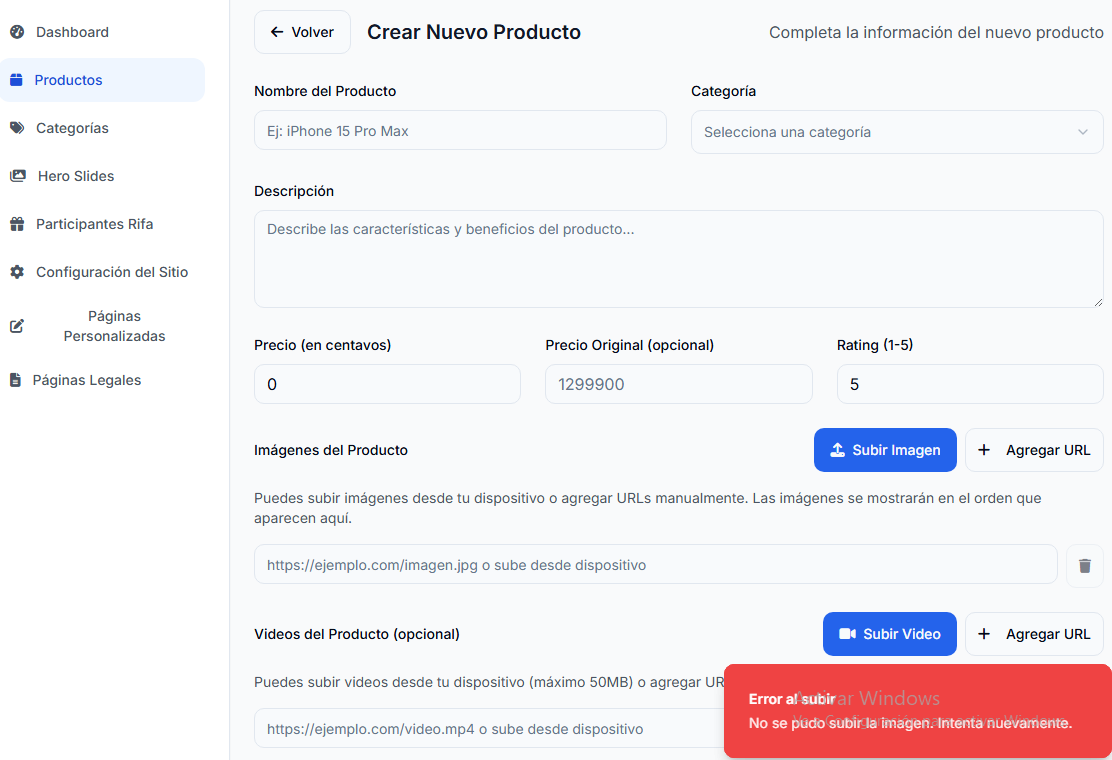 Dashboard
Productos
Categorías
Hero Slides
Participantes Rifa
Configuración del Sitio
Páginas
Personalizadas
Páginas Legales
Volver
Crear Nuevo Producto
Completa la información del nuevo producto
Nombre del Producto
Ej: iPhone 15 Pro Max
Categoría
Selecciona una categoría
Descripción
Describe las características y beneficios del producto...
Precio (en centavos)
0
Precio Original (opcional)
1299900
Rating (1-5)
5
Imágenes del Producto
Subir Imagen
Agregar URL
Puedes subir imágenes desde tu dispositivo o agregar URLs manualmente. Las imágenes se mostrarán en el orden que
aparecen aquí.
https://ejemplo.com/imagen.jpg o sube desde dispositivo
Videos del Producto (opcional)
Subir Video
Agregar URL
Puedes subir videos desde tu dispositivo (máximo 50MB) o agregar UR
https://ejemplo.com/video.mp4 o sube desde dispositivo
Error al subir
No se pudo subir la imagen. Intenta nuevamente.
Activar Windows
Ve a Configuración para activar Windows.